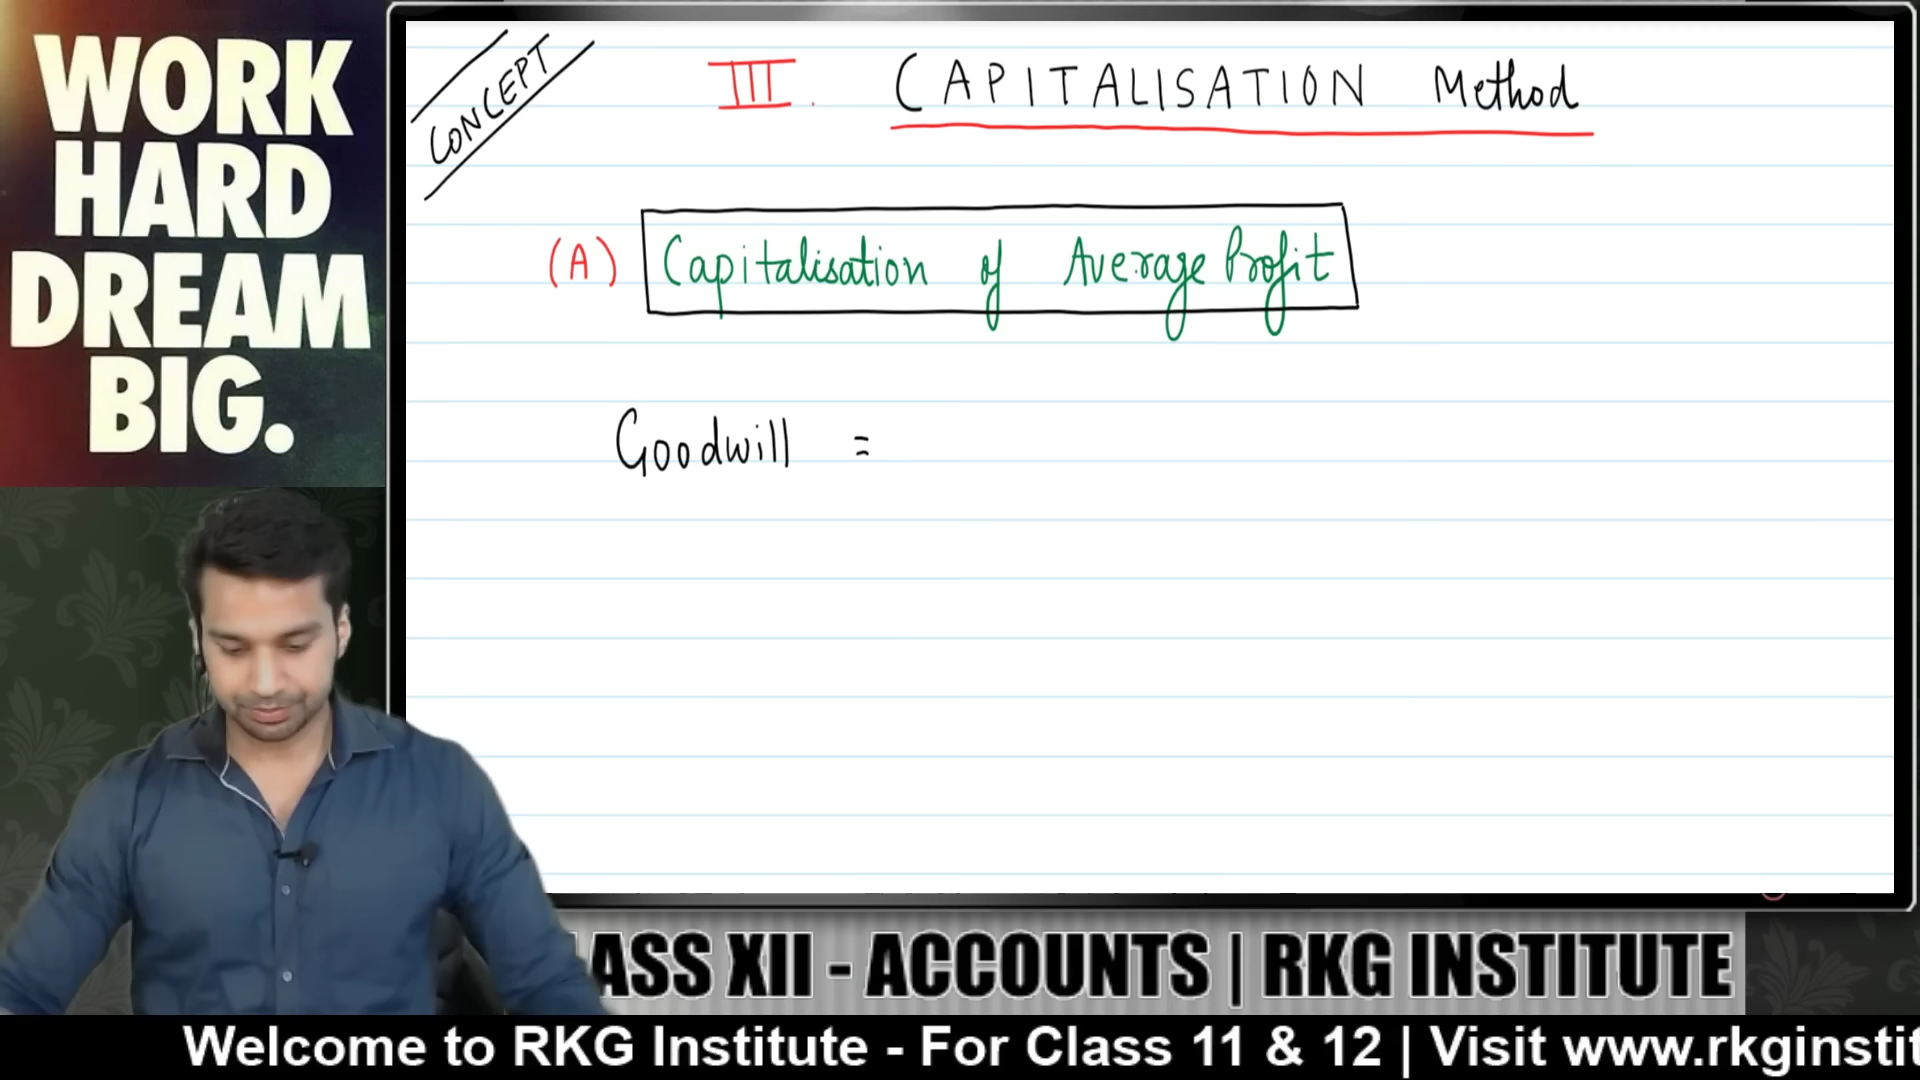 WORK
HARD
DREAM
BIG.
CONCEPT
III. CAPITALISATION Method
(A) Capitalisation of Average Profit
Goodwill =
LASS XII - ACCOUNTS | RKG INSTITUTE
Welcome to RKG Institute - For Class 11 & 12 | Visit www.rkginstit